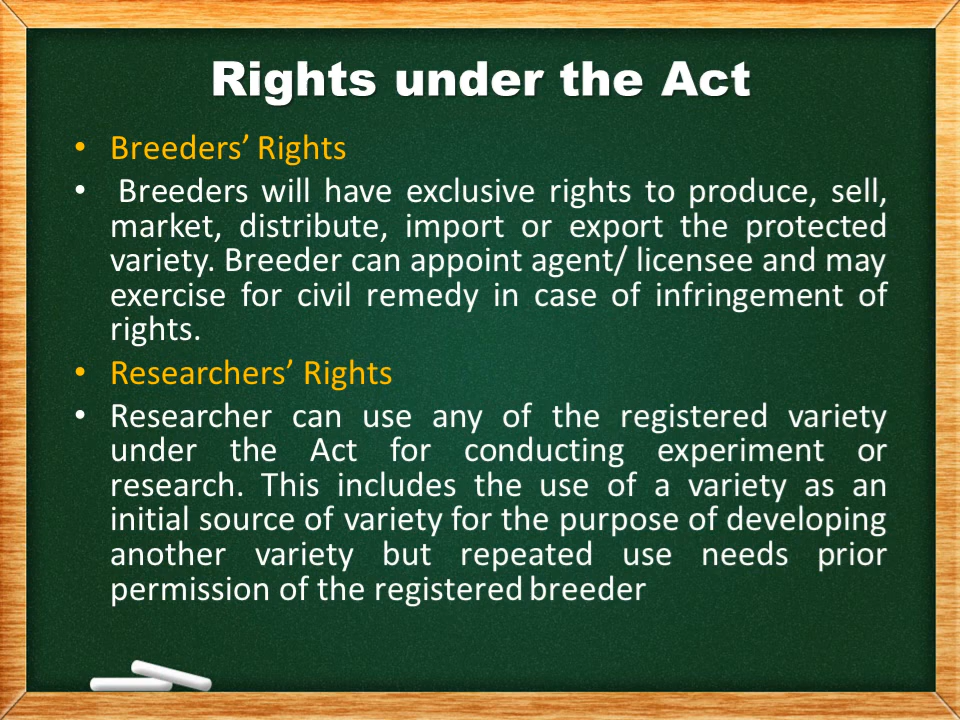 Rights under the Act
• Breeders’ Rights
• Breeders will have exclusive rights to produce, sell,
market, distribute, import or export the protected
variety. Breeder can appoint agent/ licensee and may
exercise for civil remedy in case of infringement of
rights.
• Researchers’ Rights
• Researcher can use any of the registered variety
under the Act for conducting experiment or
research. This includes the use of a variety as an
initial source of variety for the purpose of developing
another variety but repeated use needs prior
permission of the registered breeder